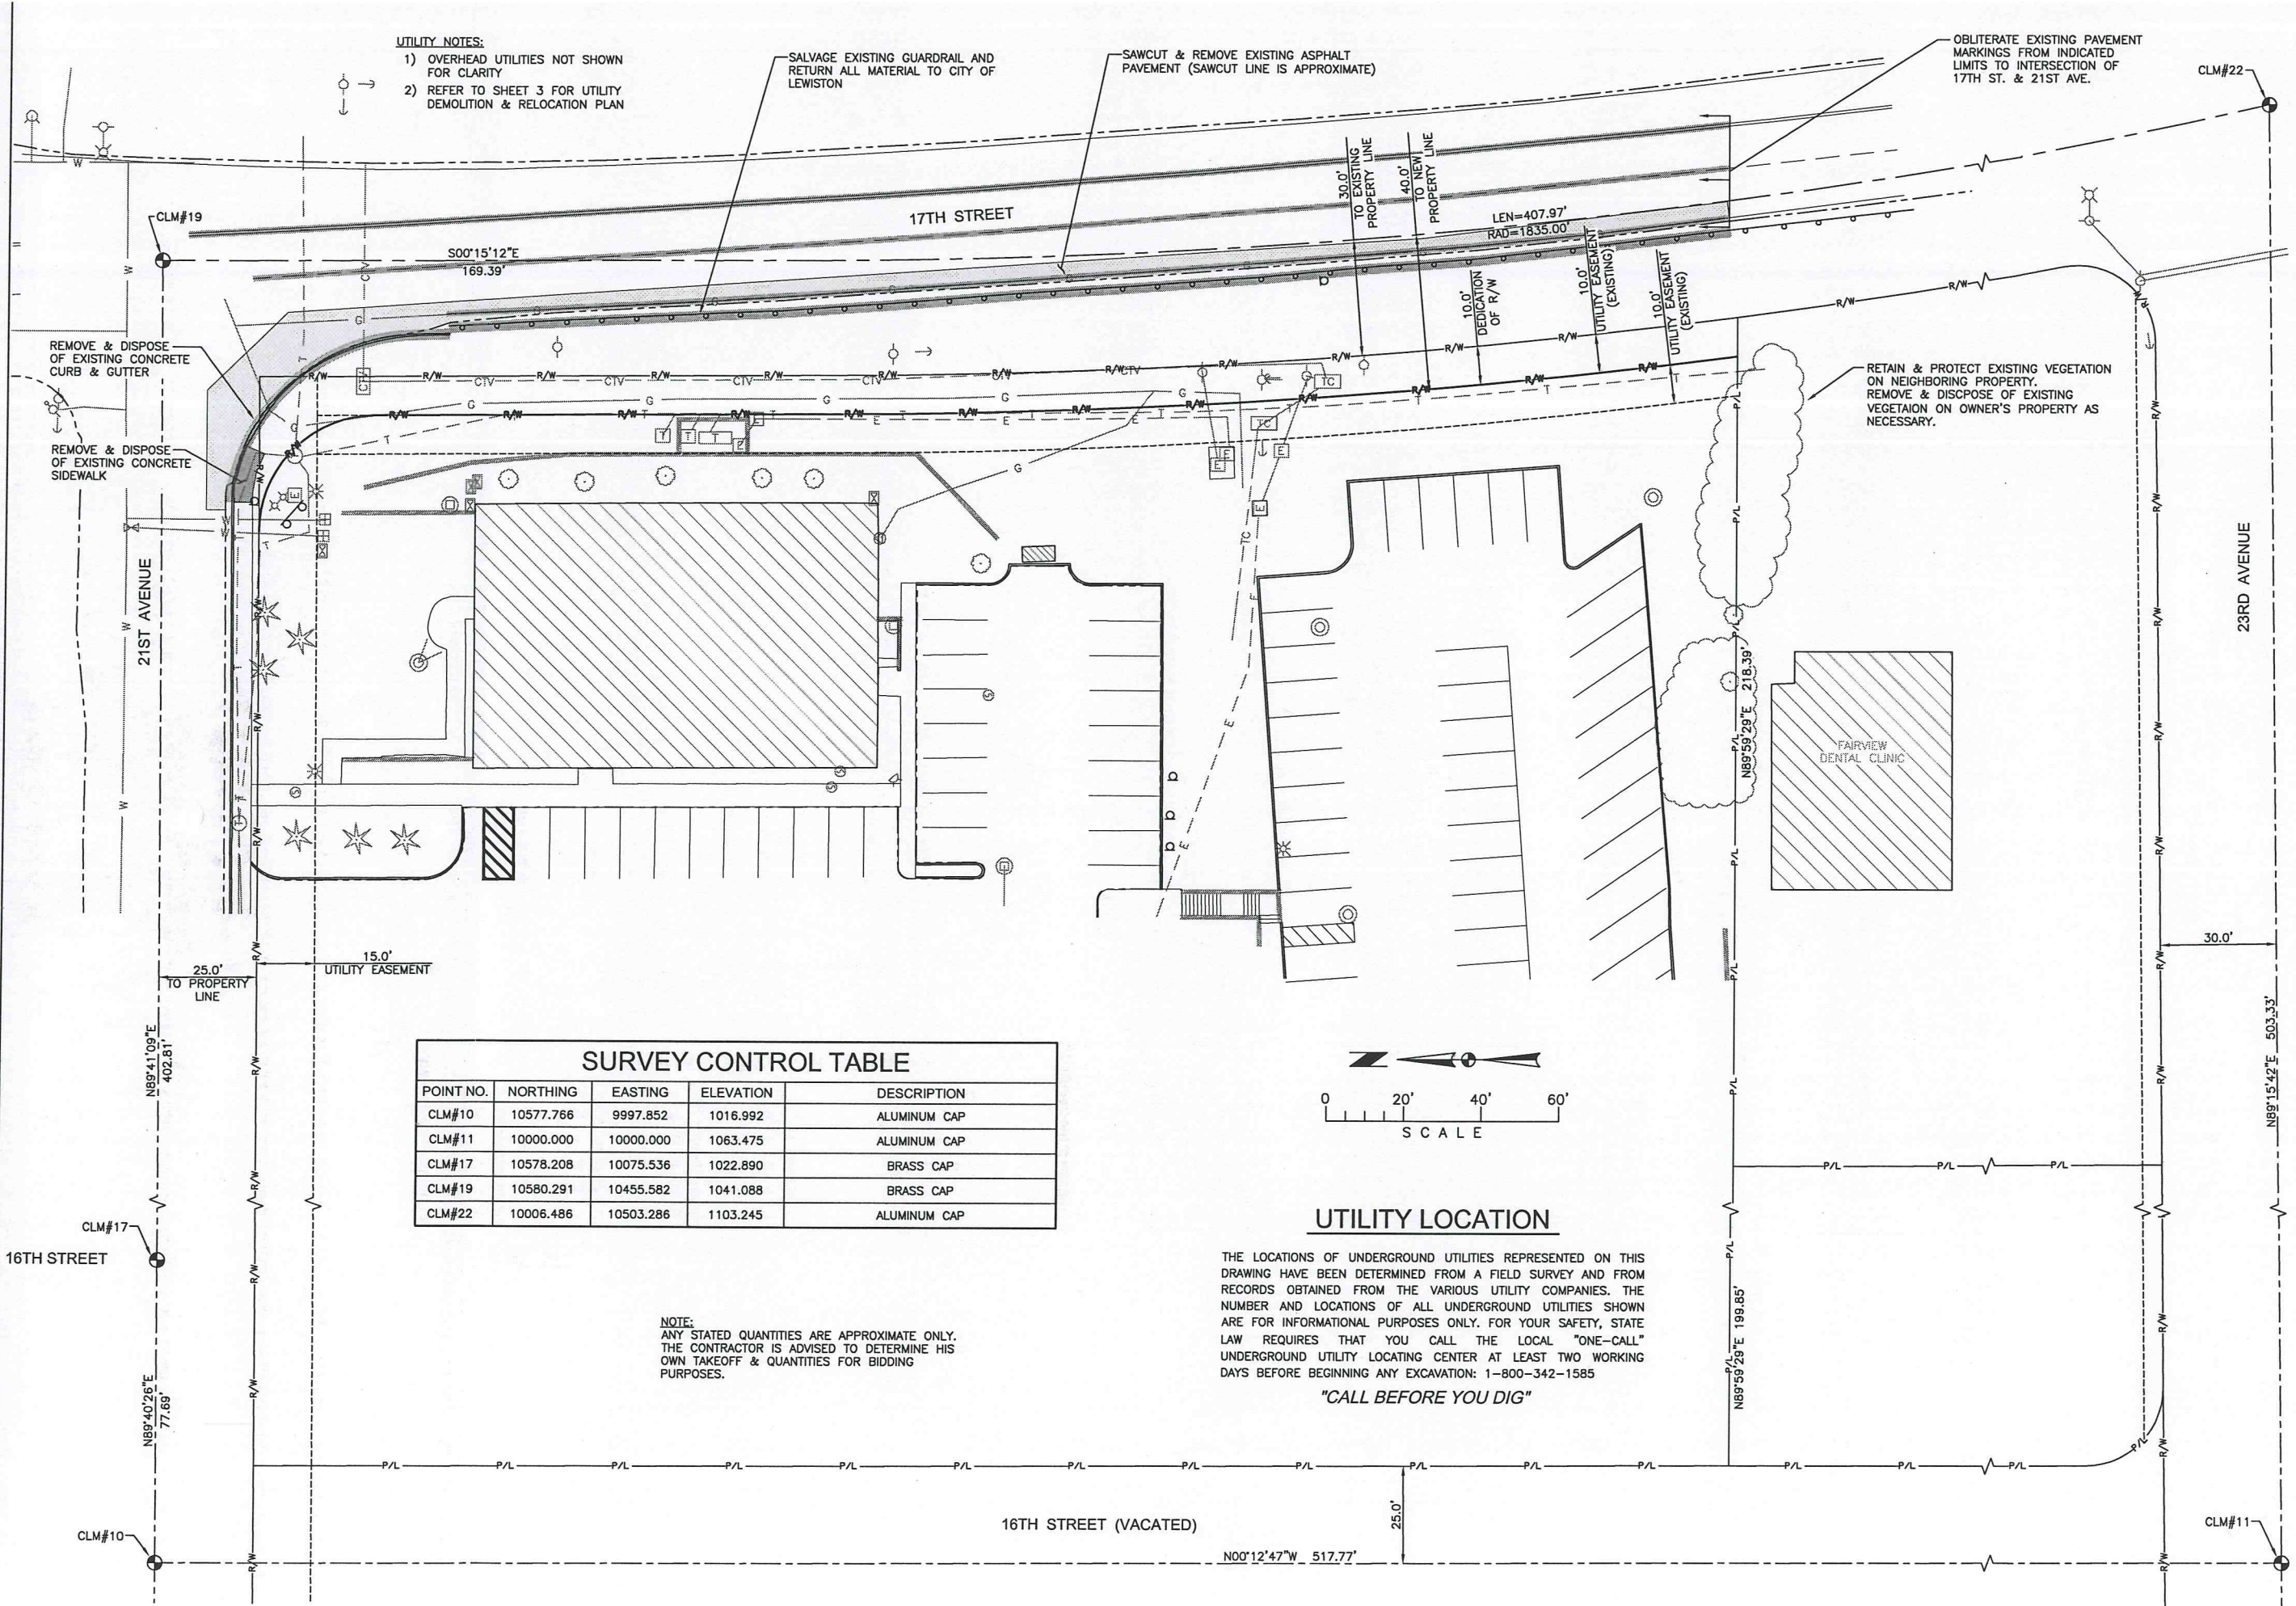 UTILITY NOTES:
1) OVERHEAD UTILITIES NOT SHOWN
FOR CLARITY
2) REFER TO SHEET 3 FOR UTILITY
DEMOLITION & RELOCATION PLAN
SALVAGE EXISTING GUARDRAIL AND
RETURN ALL MATERIAL TO CITY OF
LEWISTON
SAWCUT & REMOVE EXISTING ASPHALT
PAVEMENT (SAWCUT LINE IS APPROXIMATE)
OBLITERATE EXISTING PAVEMENT
MARKINGS FROM INDICATED
LIMITS TO INTERSECTION OF
17TH ST. & 21ST AVE.
CLM#22
CLM#19
17TH STREET
S00°15'12"E
169.39'
30.0'
TO EXISTING
PROPERTY LINE
40.0'
TO NEW
PROPERTY LINE
LEN=407.97'
RAD=1835.00'
10.0'
DEDICATION
OF R/W
10.0'
UTILITY EASEMENT
(EXISTING)
10.0'
UTILITY EASEMENT
(EXISTING)
REMOVE & DISPOSE
OF EXISTING CONCRETE
CURB & GUTTER
REMOVE & DISPOSE
OF EXISTING CONCRETE
SIDEWALK
RETAIN & PROTECT EXISTING VEGETATION
ON NEIGHBORING PROPERTY.
REMOVE & DISCPOSE OF EXISTING
VEGETAION ON OWNER'S PROPERTY AS
NECESSARY.
21ST AVENUE
23RD AVENUE
N89°59'29"E 218.39'
FAIRVIEW
DENTAL CLINIC
25.0'
TO PROPERTY
LINE
15.0'
UTILITY EASEMENT
30.0'
N89°41'09"E
402.81'
N89°15'42"E 503.33'
SURVEY CONTROL TABLE
POINT NO. NORTHING EASTING ELEVATION DESCRIPTION
CLM#10 10577.766 9997.852 1016.992 ALUMINUM CAP
CLM#11 10000.000 10000.000 1063.475 ALUMINUM CAP
CLM#17 10578.208 10075.536 1022.890 BRASS CAP
CLM#19 10580.291 10455.582 1041.088 BRASS CAP
CLM#22 10006.486 10503.286 1103.245 ALUMINUM CAP
0 20' 40' 60'
SCALE
CLM#17
16TH STREET
UTILITY LOCATION
THE LOCATIONS OF UNDERGROUND UTILITIES REPRESENTED ON THIS
DRAWING HAVE BEEN DETERMINED FROM A FIELD SURVEY AND FROM
RECORDS OBTAINED FROM THE VARIOUS UTILITY COMPANIES. THE
NUMBER AND LOCATIONS OF ALL UNDERGROUND UTILITIES SHOWN
ARE FOR INFORMATIONAL PURPOSES ONLY. FOR YOUR SAFETY, STATE
LAW REQUIRES THAT YOU CALL THE LOCAL "ONE-CALL"
UNDERGROUND UTILITY LOCATING CENTER AT LEAST TWO WORKING
DAYS BEFORE BEGINNING ANY EXCAVATION: 1-800-342-1585
"CALL BEFORE YOU DIG"
NOTE:
ANY STATED QUANTITIES ARE APPROXIMATE ONLY.
THE CONTRACTOR IS ADVISED TO DETERMINE HIS
OWN TAKEOFF & QUANTITIES FOR BIDDING
PURPOSES.
N89°40'26"E
77.69'
N89°59'29"E 199.85'
CLM#10
16TH STREET (VACATED)
25.0'
N00°12'47"W 517.77'
CLM#11